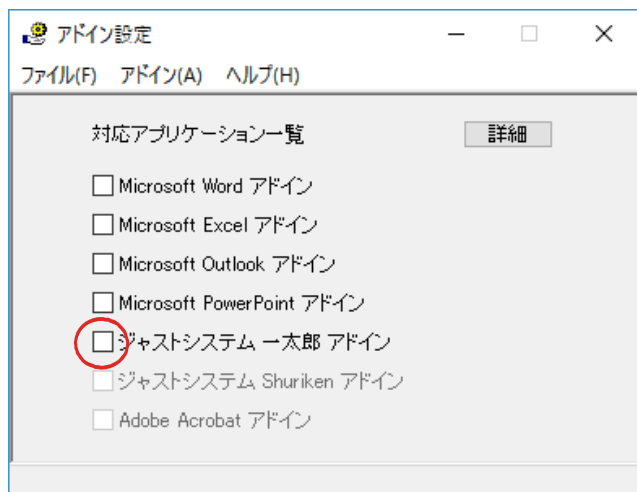 アドイン設定
ファイル(F) アドイン(A) ヘルプ(H)
対応アプリケーション一覧 詳細
Microsoft Word アドイン
Microsoft Excel アドイン
Microsoft Outlook アドイン
Microsoft PowerPoint アドイン
ジャストシステム 一太郎 アドイン
ジャストシステム Shuriken アドイン
Adobe Acrobat アドイン